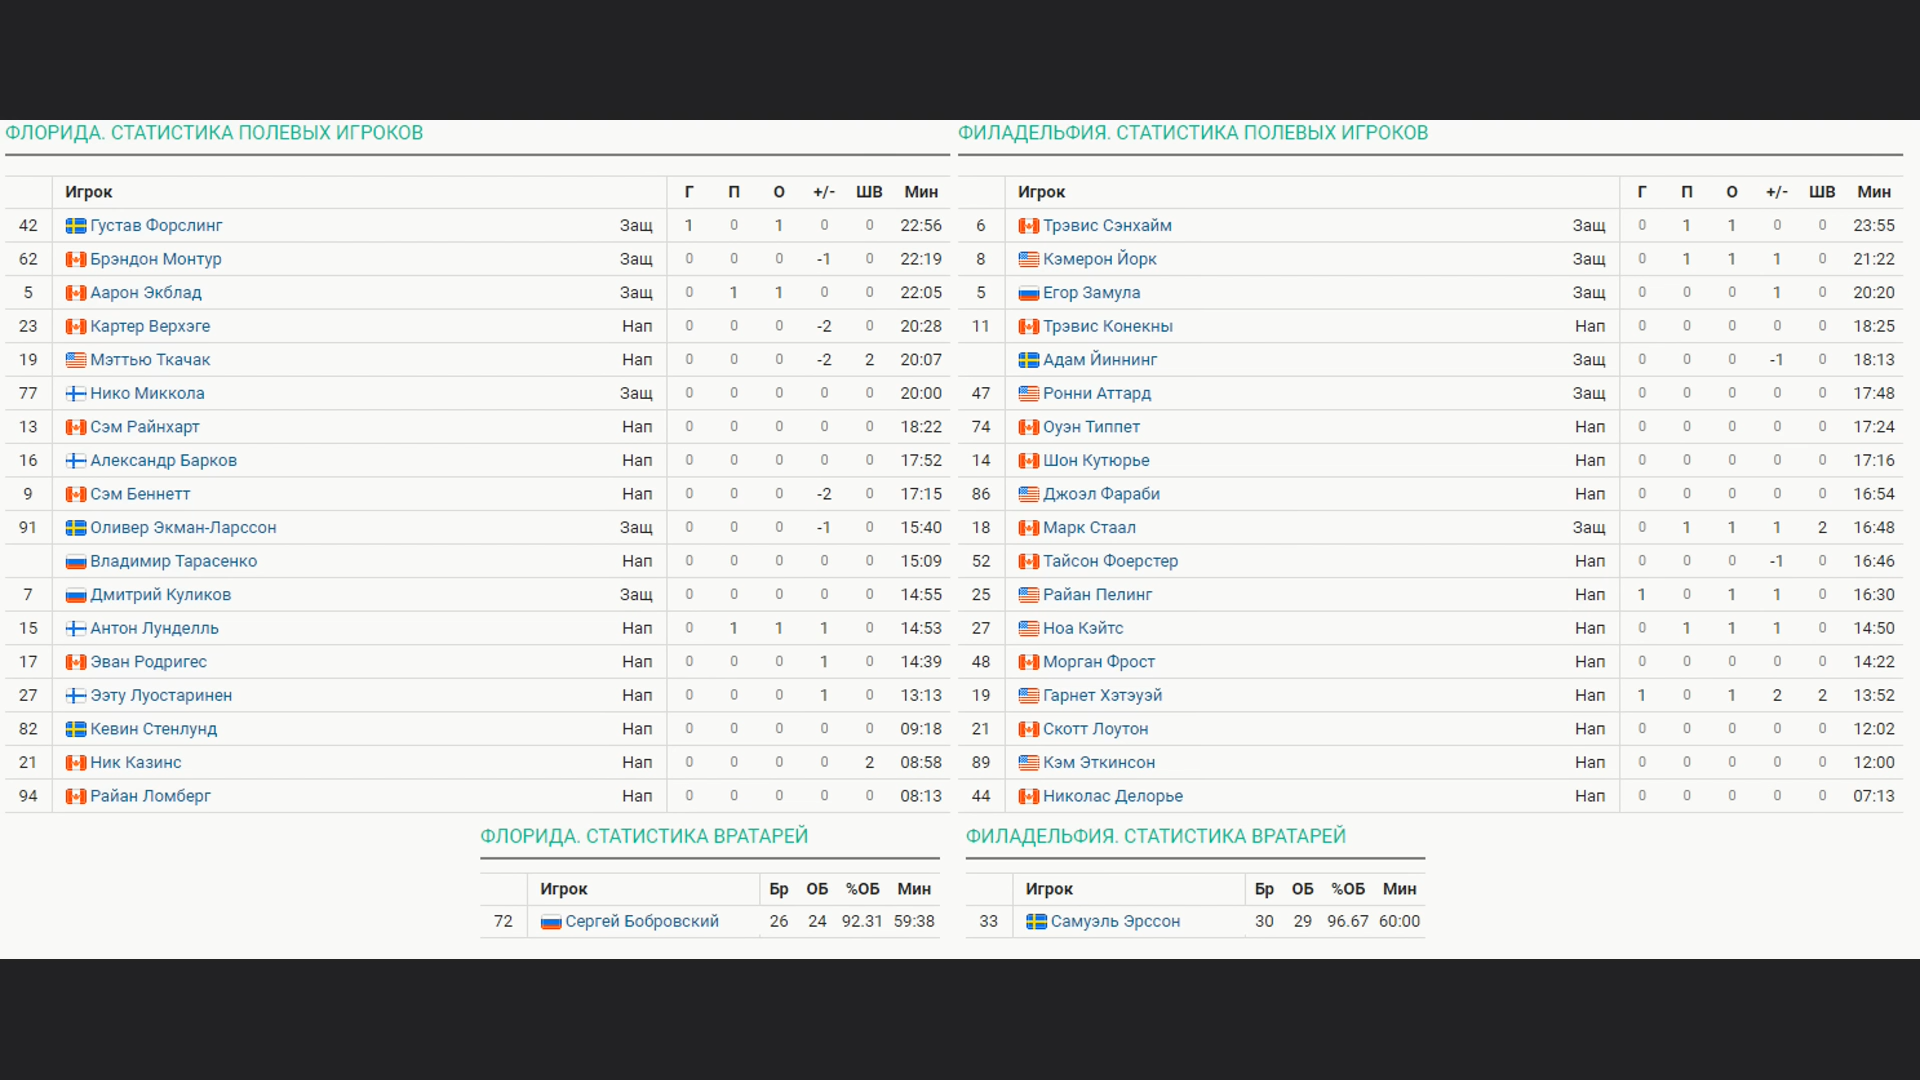 ФЛОРИДА. СТАТИСТИКА ПОЛЕВЫХ ИГРОКОВ
Игрок Г П О +/- ШВ Мин
42 Густав Форслинг Защ 1 0 1 0 0 22:56
62 Брэндон Монтур Защ 0 0 0 -1 0 22:19
5 Аарон Экблад Защ 0 1 1 0 0 22:05
23 Картер Верхэге Нап 0 0 0 -2 0 20:28
19 Мэттью Ткачак Нап 0 0 0 -2 2 20:07
77 Нико Миккола Защ 0 0 0 0 0 20:00
13 Сэм Райнхарт Нап 0 0 0 0 0 18:22
16 Александр Барков Нап 0 0 0 0 0 17:52
9 Сэм Беннетт Нап 0 0 0 -2 0 17:15
91 Оливер Экман-Ларссон Защ 0 0 0 -1 0 15:40
Владимир Тарасенко Нап 0 0 0 0 0 15:09
7 Дмитрий Куликов Защ 0 0 0 0 0 14:55
15 Антон Лунделль Нап 0 1 1 1 0 14:53
17 Эван Родригес Нап 0 0 0 1 0 14:39
27 Ээту Луостаринен Нап 0 0 0 1 0 13:13
82 Кевин Стенлунд Нап 0 0 0 0 0 09:18
21 Ник Казинс Нап 0 0 0 0 2 08:58
94 Райан Ломберг Нап 0 0 0 0 0 08:13
ФИЛАДЕЛЬФИЯ. СТАТИСТИКА ПОЛЕВЫХ ИГРОКОВ
Игрок Г П О +/- ШВ Мин
6 Трэвис Сэнхайм Защ 0 1 1 0 0 23:55
8 Кэмерон Йорк Защ 0 1 1 1 0 21:22
5 Егор Замула Защ 0 0 0 1 0 20:20
11 Трэвис Конекны Нап 0 0 0 0 0 18:25
Адам Йиннинг Защ 0 0 0 -1 0 18:13
47 Ронни Аттард Защ 0 0 0 0 0 17:48
74 Оуэн Типпет Нап 0 0 0 0 0 17:24
14 Шон Кутюрье Нап 0 0 0 0 0 17:16
86 Джоэл Фараби Нап 0 0 0 0 0 16:54
18 Марк Стаал Защ 0 1 1 1 2 16:48
52 Тайсон Фоерстер Нап 0 0 0 -1 0 16:46
25 Райан Пелинг Нап 1 0 1 1 0 16:30
27 Ноа Кэйтс Нап 0 1 1 1 0 14:50
48 Морган Фрост Нап 0 0 0 0 0 14:22
19 Гарнет Хэтэуэй Нап 1 0 1 2 2 13:52
21 Скотт Лоутон Нап 0 0 0 0 0 12:02
89 Кэм Эткинсон Нап 0 0 0 0 0 12:00
44 Николас Делорье Нап 0 0 0 0 0 07:13
ФЛОРИДА. СТАТИСТИКА ВРАТАРЕЙ
Игрок Бр ОБ %ОБ Мин
72 Сергей Бобровский 26 24 92.31 59:38
ФИЛАДЕЛЬФИЯ. СТАТИСТИКА ВРАТАРЕЙ
Игрок Бр ОБ %ОБ Мин
33 Самуэль Эрссон 30 29 96.67 60:00